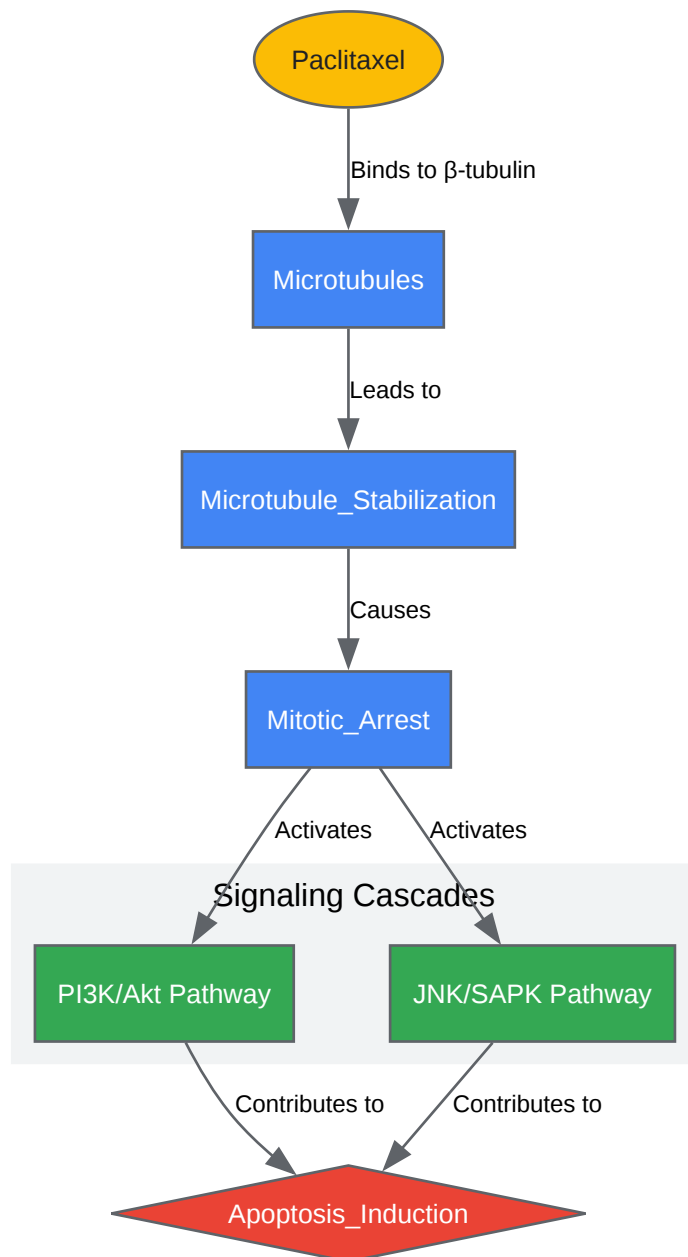 Paclitaxel
Binds to β-tubulin
Microtubules
Leads to
Microtubule_Stabilization
Causes
Mitotic_Arrest
Activates
Activates
Signaling Cascades
PI3K/Akt Pathway
JNK/SAPK Pathway
Contributes to
Contributes to
Apoptosis_Induction